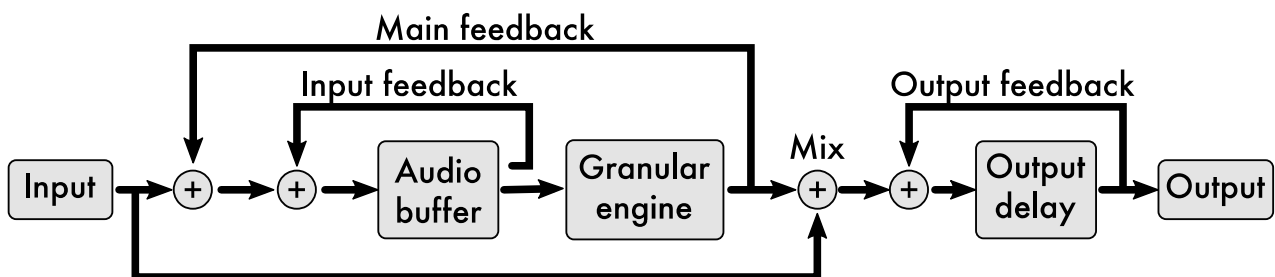 Main feedback
Input feedback
Output feedback
Mix
Input
+
+
Audio
buffer
Granular
engine
+
+
Output
delay
Output